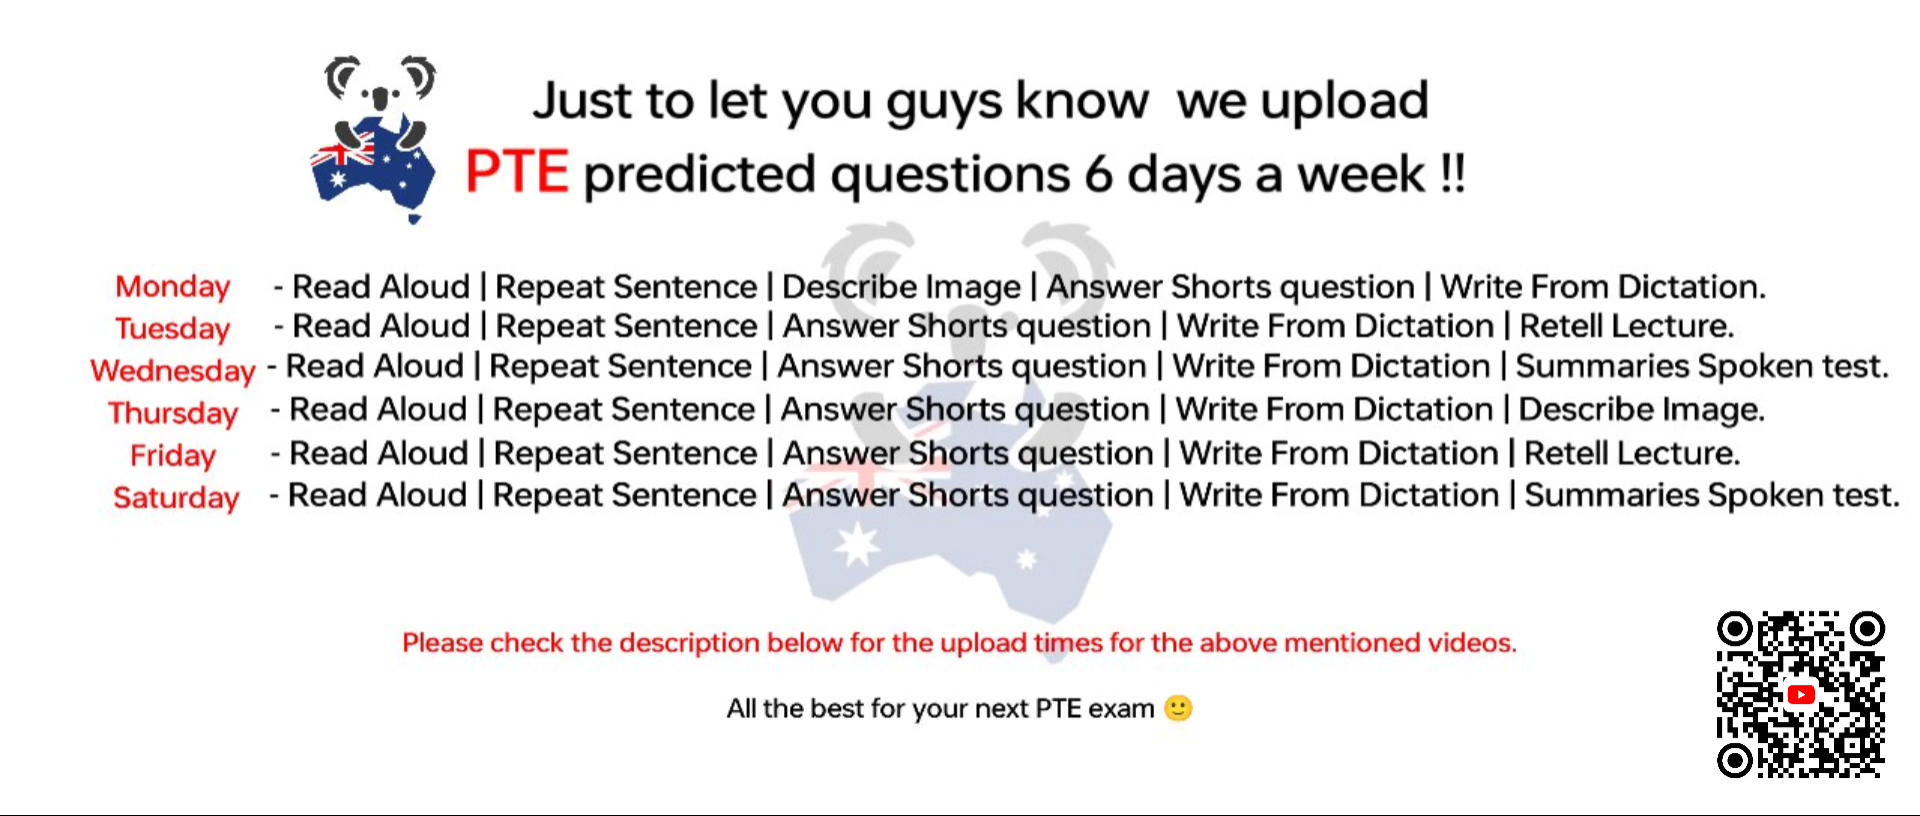 Just to let you guys know we upload
PTE predicted questions 6 days a week !!
Monday - Read Aloud | Repeat Sentence | Describe Image | Answer Shorts question | Write From Dictation.
Tuesday - Read Aloud | Repeat Sentence | Answer Shorts question | Write From Dictation | Retell Lecture.
Wednesday - Read Aloud | Repeat Sentence | Answer Shorts question | Write From Dictation | Summaries Spoken test.
Thursday - Read Aloud | Repeat Sentence | Answer Shorts question | Write From Dictation | Describe Image.
Friday - Read Aloud | Repeat Sentence | Answer Shorts question | Write From Dictation | Retell Lecture.
Saturday - Read Aloud | Repeat Sentence | Answer Shorts question | Write From Dictation | Summaries Spoken test.
Please check the description below for the upload times for the above mentioned videos.
All the best for your next PTE exam 🙂